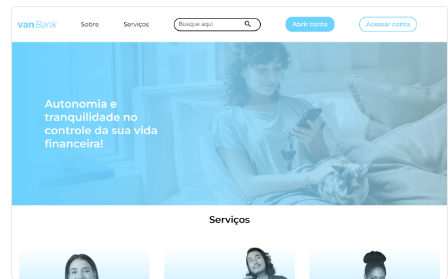 vanBank
Sobre
Serviços
Busque aqui
Abrir conta
Acessar conta
Autonomia e
tranquilidade no
controle da sua vida
financeira!
Serviços